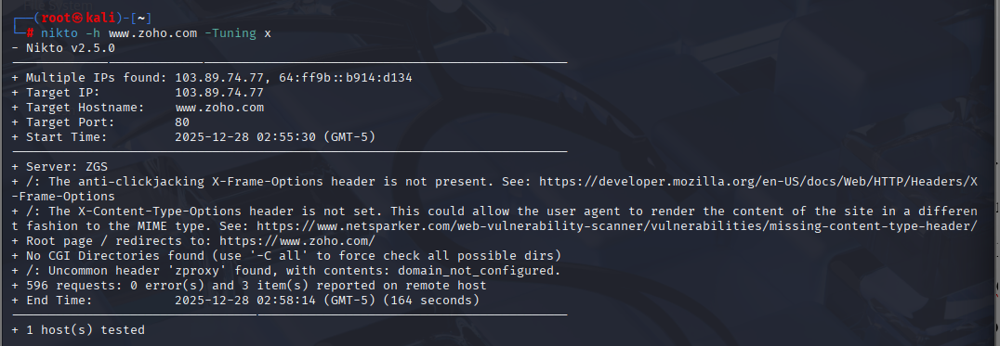 ┌──(root㉿kali)-[~]
└─# nikto -h www.zoho.com -Tuning x
- Nikto v2.5.0
---------------------------------------------------------------------------
+ Multiple IPs found: 103.89.74.77, 64:ff9b::b914:d134
+ Target IP:          103.89.74.77
+ Target Hostname:    www.zoho.com
+ Target Port:        80
+ Start Time:         2025-12-28 02:55:30 (GMT-5)
---------------------------------------------------------------------------
+ Server: ZGS
+ /: The anti-clickjacking X-Frame-Options header is not present. See: https://developer.mozilla.org/en-US/docs/Web/HTTP/Headers/X
-Frame-Options
+ /: The X-Content-Type-Options header is not set. This could allow the user agent to render the content of the site in a differen
t fashion to the MIME type. See: https://www.netsparker.com/web-vulnerability-scanner/vulnerabilities/missing-content-type-header/
+ Root page / redirects to: https://www.zoho.com/
+ No CGI Directories found (use '-C all' to force check all possible dirs)
+ /: Uncommon header 'zproxy' found, with contents: domain_not_configured.
+ 596 requests: 0 error(s) and 3 item(s) reported on remote host
+ End Time:           2025-12-28 02:58:14 (GMT-5) (164 seconds)
---------------------------------------------------------------------------
+ 1 host(s) tested